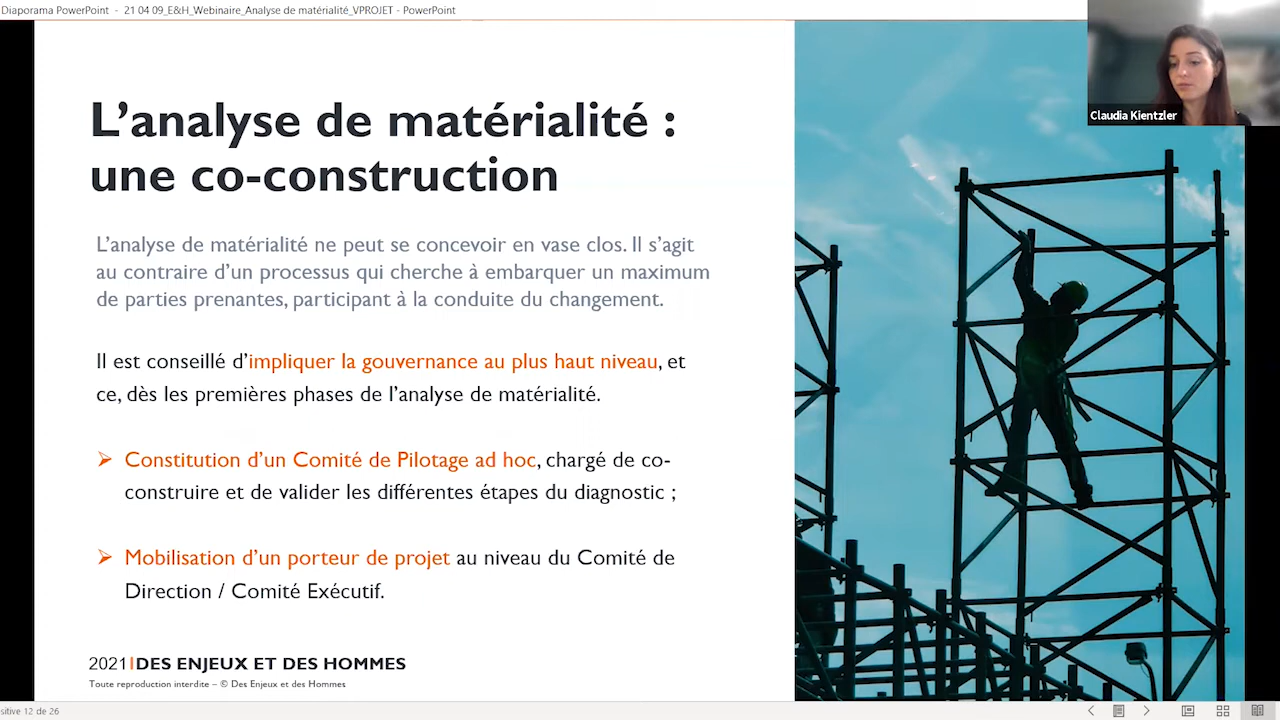 Diaporama PowerPoint - 21 04 09_E&H_Webinaire_Analyse de matérialité_VPROJET - PowerPoint
Claudia Kientzler
L'analyse de matérialité :
une co-construction
L'analyse de matérialité ne peut se concevoir en vase clos. Il s'agit
au contraire d'un processus qui cherche à embarquer un maximum
de parties prenantes, participant à la conduite du changement.
Il est conseillé d'impliquer la gouvernance au plus haut niveau, et
ce, dès les premières phases de l'analyse de matérialité.
➢ Constitution d'un Comité de Pilotage ad hoc, chargé de co-
construire et de valider les différentes étapes du diagnostic ;
➢ Mobilisation d'un porteur de projet au niveau du Comité de
Direction / Comité Exécutif.
2021 | DES ENJEUX ET DES HOMMES
Toute reproduction interdite – © Des Enjeux et des Hommes
sitive 12 de 26